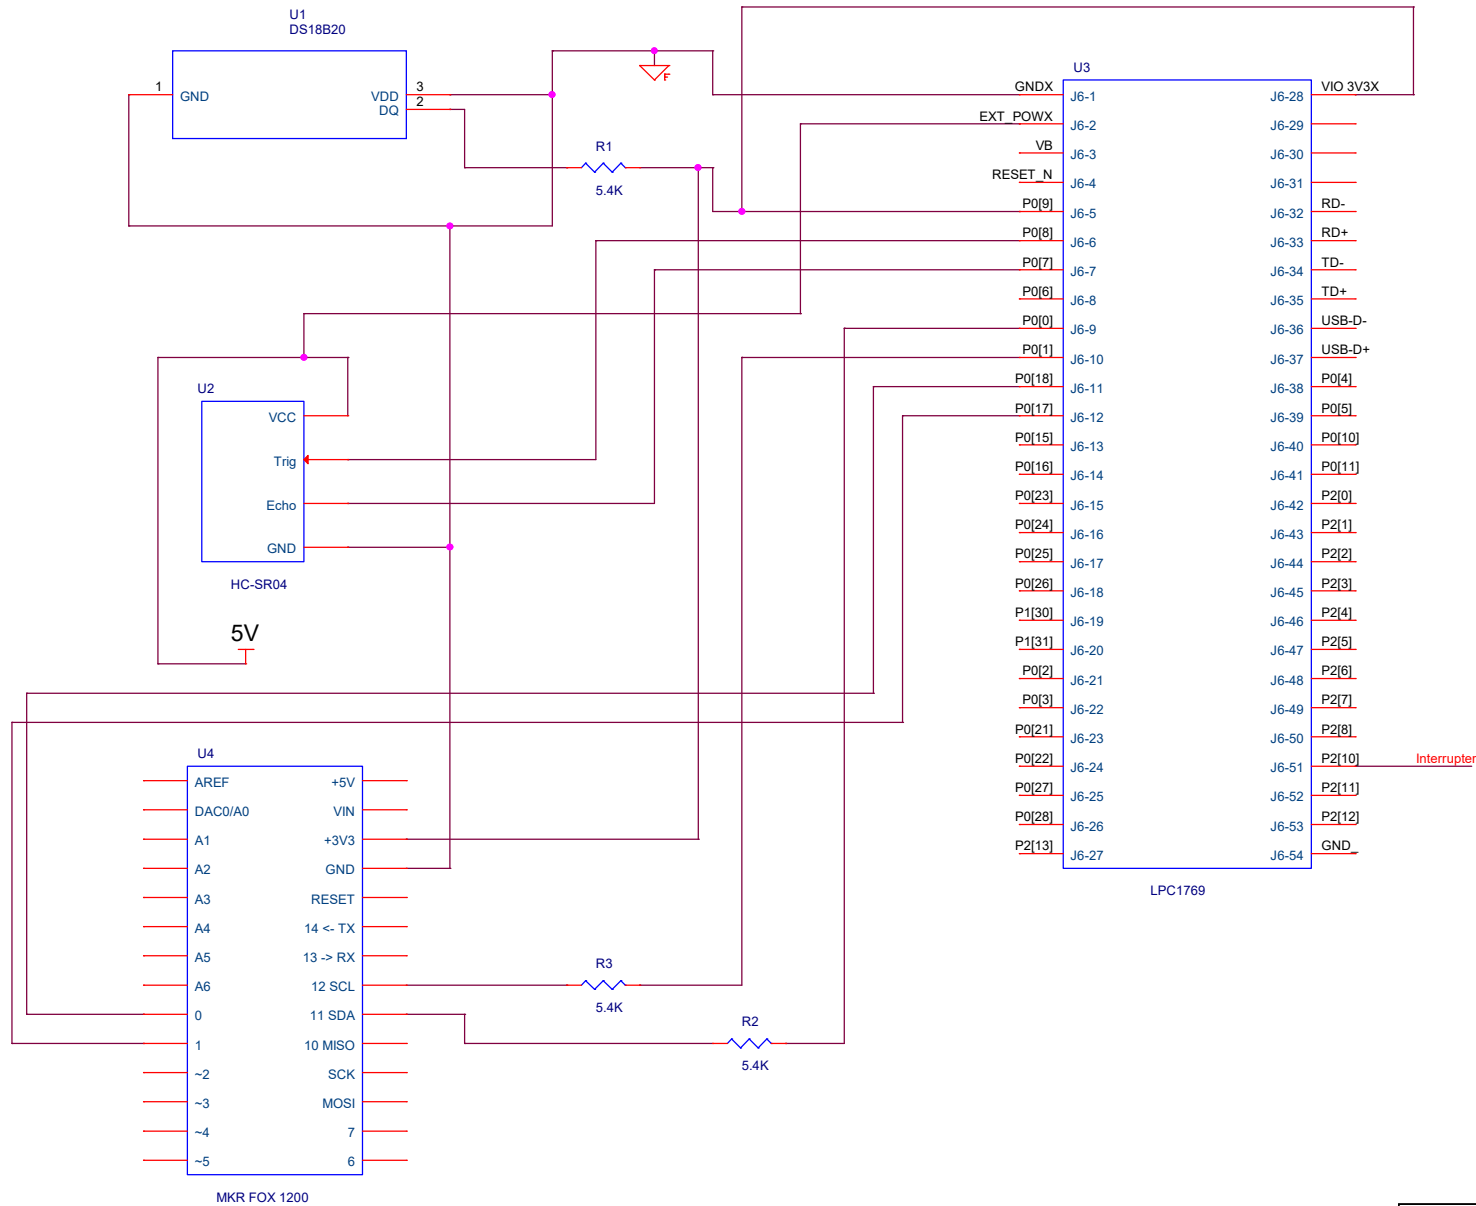 U1
DS18B20
1
GND
VDD
3
DQ
2
F
R1
5.4K
U2
VCC
Trig
Echo
GND
HC-SR04
5V
U3
GNDX
J6-1
EXT_POWX
J6-2
VB
J6-3
RESET_N
J6-4
P0[9]
J6-5
P0[8]
J6-6
P0[7]
J6-7
P0[6]
J6-8
P0[0]
J6-9
P0[1]
J6-10
P0[18]
J6-11
P0[17]
J6-12
P0[15]
J6-13
P0[16]
J6-14
P0[23]
J6-15
P0[24]
J6-16
P0[25]
J6-17
P0[26]
J6-18
P1[30]
J6-19
P1[31]
J6-20
P0[2]
J6-21
P0[3]
J6-22
P0[21]
J6-23
P0[22]
J6-24
P0[27]
J6-25
P0[28]
J6-26
P2[13]
J6-27
J6-28
VIO 3V3X
J6-29
J6-30
J6-31
J6-32
RD-
J6-33
RD+
J6-34
TD-
J6-35
TD+
J6-36
USB-D-
J6-37
USB-D+
J6-38
P0[4]
J6-39
P0[5]
J6-40
P0[10]
J6-41
P0[11]
J6-42
P2[0]
J6-43
P2[1]
J6-44
P2[2]
J6-45
P2[3]
J6-46
P2[4]
J6-47
P2[5]
J6-48
P2[6]
J6-49
P2[7]
J6-50
P2[8]
J6-51
P2[10]
Interrupter
J6-52
P2[11]
J6-53
P2[12]
J6-54
GND_
LPC1769
U4
AREF
+5V
DAC0/A0
VIN
A1
+3V3
A2
GND
A3
RESET
A4
14 <- TX
A5
13 -> RX
A6
12 SCL
0
11 SDA
1
10 MISO
~2
SCK
~3
MOSI
~4
7
~5
6
MKR FOX 1200
R3
5.4K
R2
5.4K